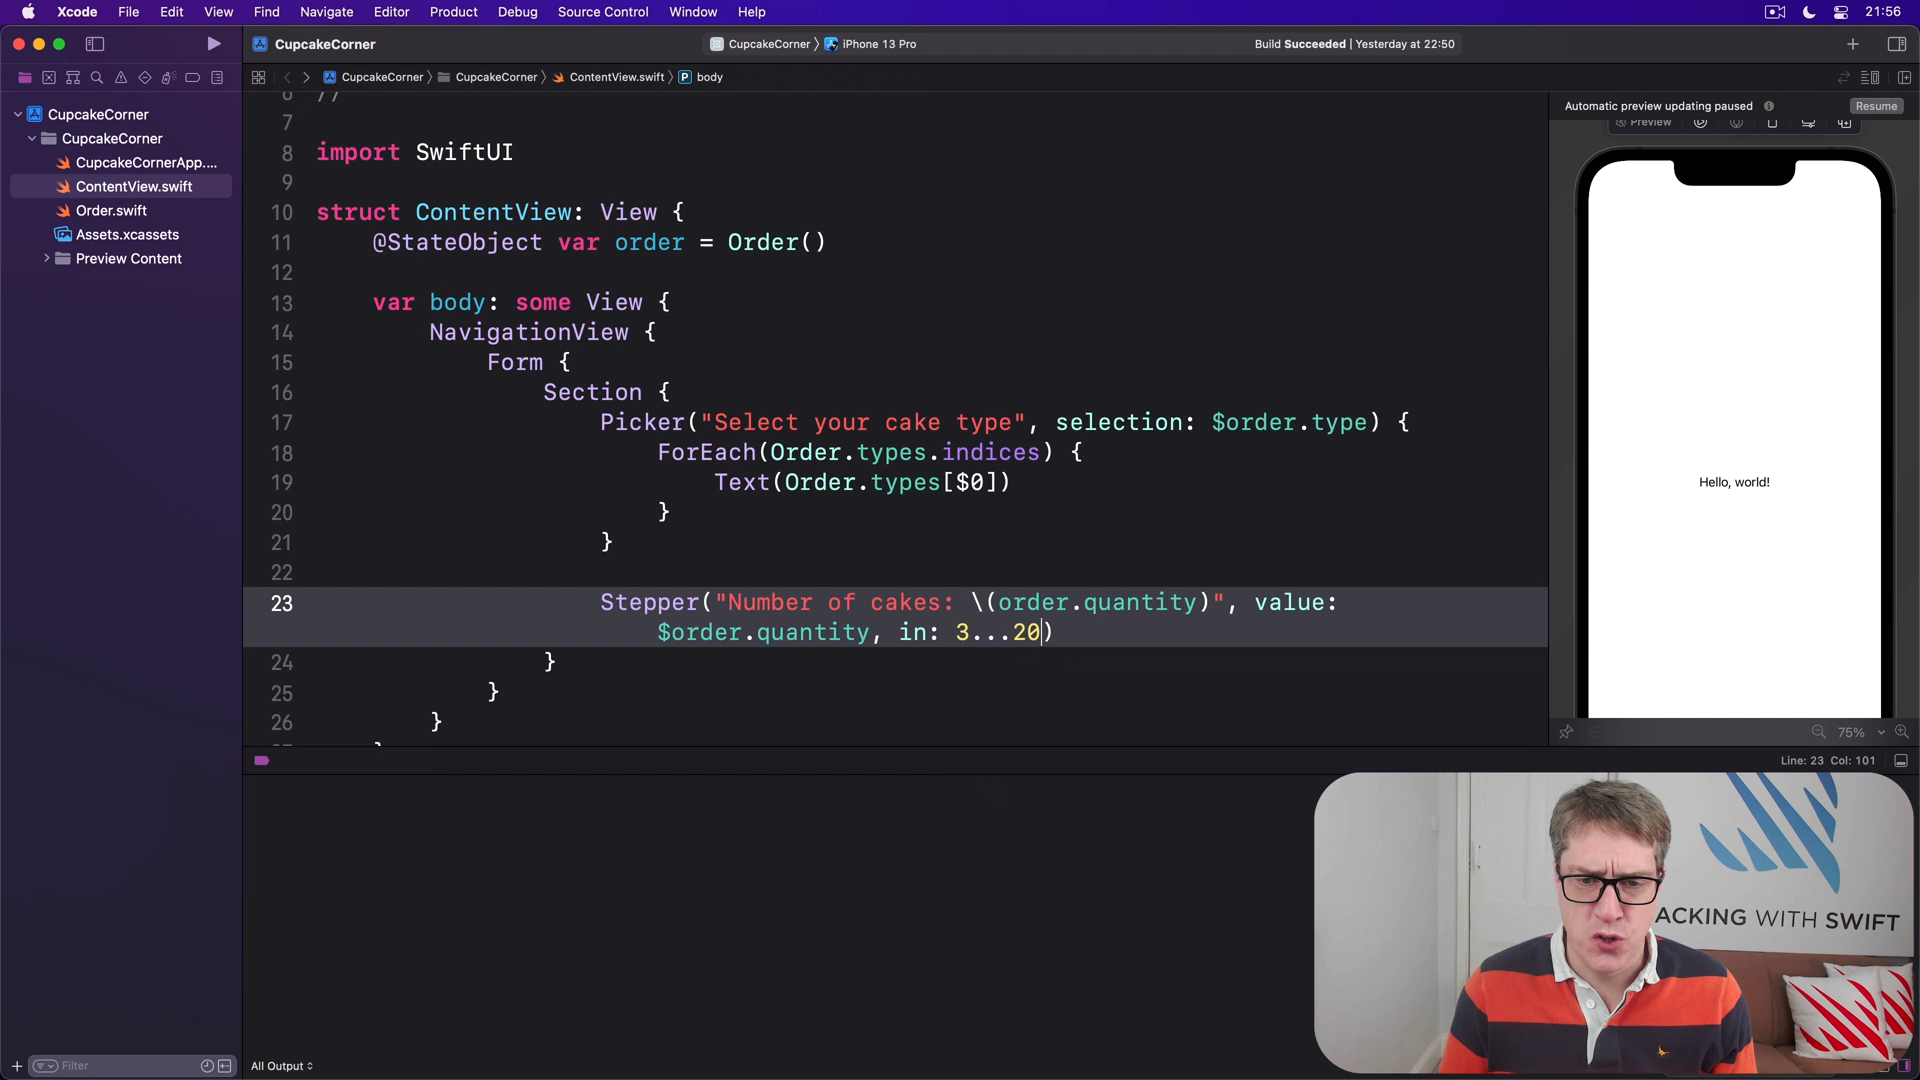 Xcode File Edit View Find Navigate Editor Product Debug Source Control Window Help 21:56
CupcakeCorner
CupcakeCorner
iPhone 13 Pro
Build Succeeded | Yesterday at 22:50
CupcakeCorner
CupcakeCorner
ContentView.swift
P body
Automatic preview updating paused
Resume
Preview
CupcakeCorner
CupcakeCorner
CupcakeCornerApp....
ContentView.swift
Order.swift
Assets.xcassets
Preview Content
6 //
7
8 import SwiftUI
9
10 struct ContentView: View {
11 @StateObject var order = Order()
12
13 var body: some View {
14 NavigationView {
15 Form {
16 Section {
17 Picker("Select your cake type", selection: $order.type) {
18 ForEach(Order.types.indices) {
19 Text(Order.types[$0])
20 }
21 }
22
23 Stepper("Number of cakes: \(order.quantity)", value:
$order.quantity, in: 3...20)
24 }
25 }
26 }
Hello, world!
75%
Line: 23 Col: 101
ACKING WITH SWIFT
Filter
All Output